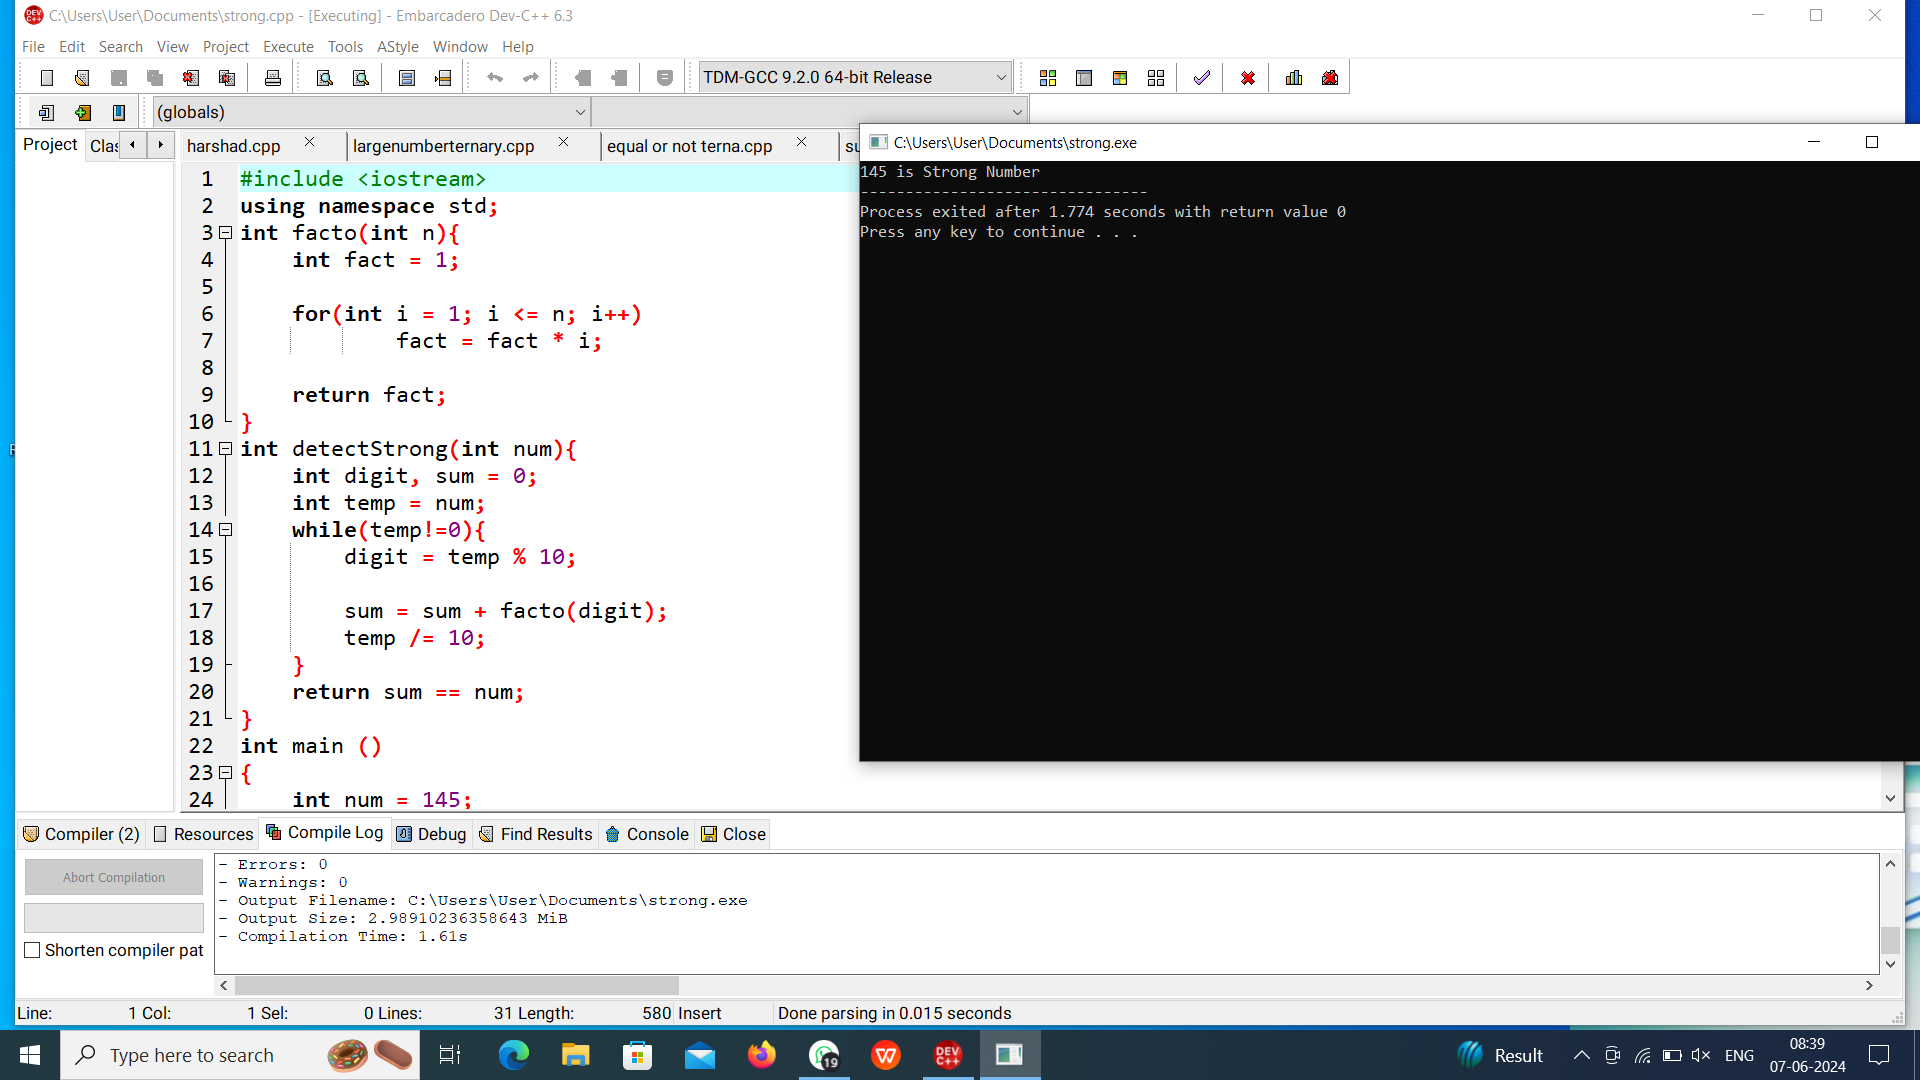 C:\Users\User\Documents\strong.cpp - [Executing] - Embarcadero Dev-C++ 6.3
File Edit Search View Project Execute Tools AStyle Window Help
TDM-GCC 9.2.0 64-bit Release
(globals)
Project Clas harshad.cpp largenumberternary.cpp equal or not terna.cpp su
1 #include <iostream>
2 using namespace std;
3 int facto(int n){
4 int fact = 1;
5
6 for(int i = 1; i <= n; i++)
7 fact = fact * i;
8
9 return fact;
10 }
11 int detectStrong(int num){
12 int digit, sum = 0;
13 int temp = num;
14 while(temp!=0){
15 digit = temp % 10;
16
17 sum = sum + facto(digit);
18 temp /= 10;
19 }
20 return sum == num;
21 }
22 int main ()
23 {
24 int num = 145;
C:\Users\User\Documents\strong.exe
145 is Strong Number
--------------------------------
Process exited after 1.774 seconds with return value 0
Press any key to continue . . .
Compiler (2) Resources Compile Log Debug Find Results Console Close
Abort Compilation
Shorten compiler pat
- Errors: 0
- Warnings: 0
- Output Filename: C:\Users\User\Documents\strong.exe
- Output Size: 2.98910236358643 MiB
- Compilation Time: 1.61s
Line: 1 Col: 1 Sel: 0 Lines: 31 Length: 580 Insert Done parsing in 0.015 seconds
Type here to search
19
DEV C++
Result
ENG
08:39
07-06-2024